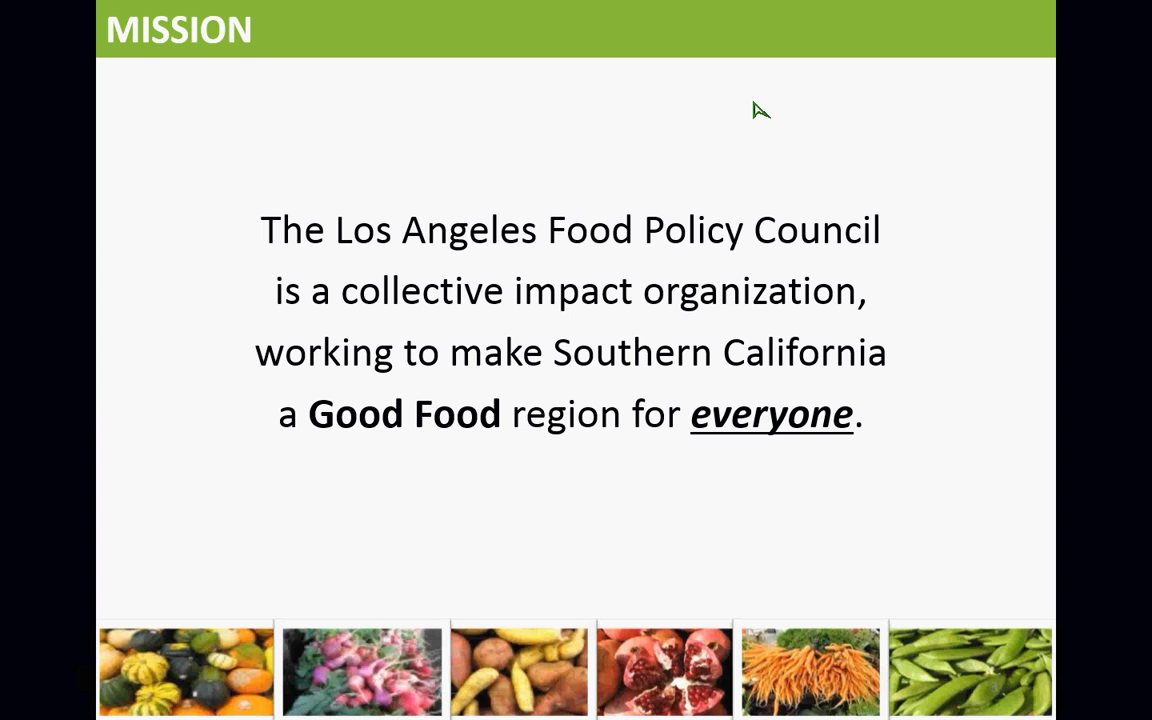 MISSION
The Los Angeles Food Policy Council
is a collective impact organization,
working to make Southern California
a Good Food region for everyone.